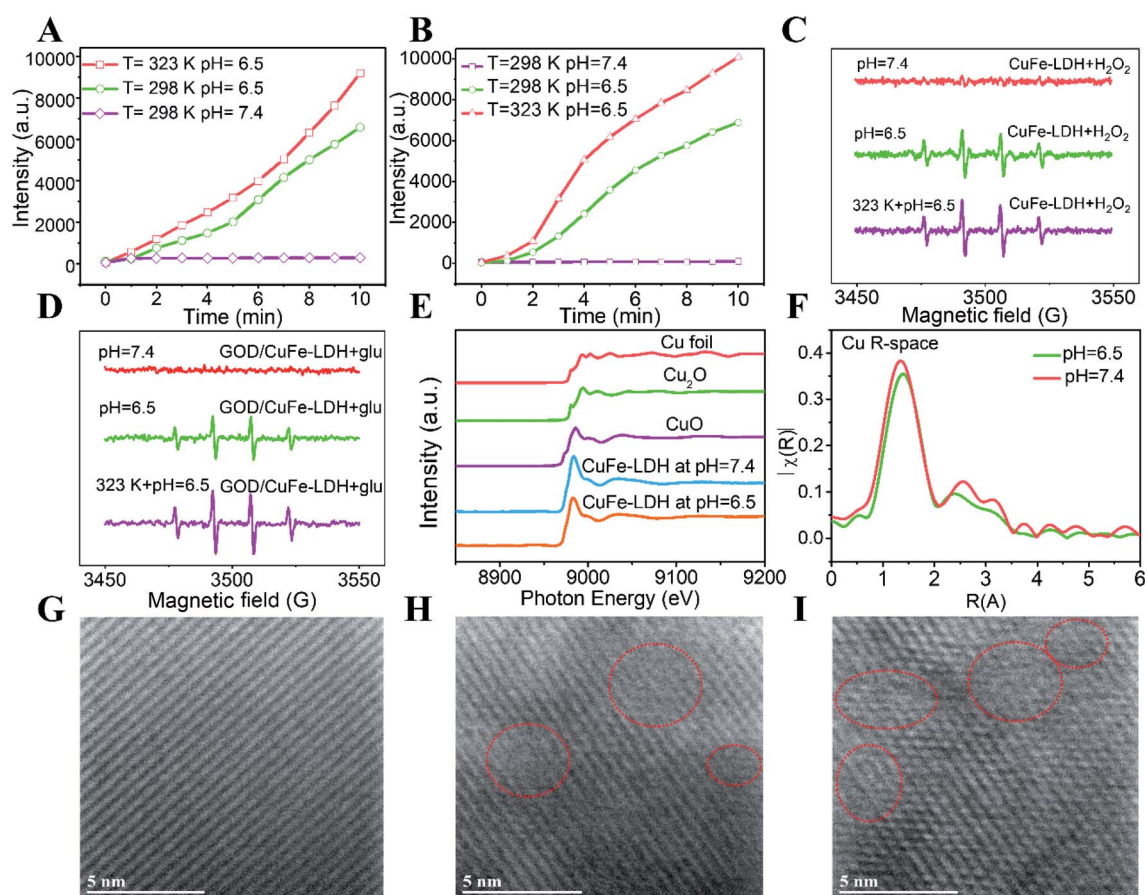 A
Intensity (a.u.)
10000
8000
6000
4000
2000
0
T= 323 K pH= 6.5
T= 298 K pH= 6.5
T= 298 K pH= 7.4
0 2 4 6 8 10
Time (min)
B
Intensity (a.u.)
10000
8000
6000
4000
2000
0
T=298 K pH=7.4
T=298 K pH=6.5
T=323 K pH=6.5
0 2 4 6 8 10
Time (min)
C
pH=7.4 CuFe-LDH+H₂O₂
pH=6.5 CuFe-LDH+H₂O₂
323 K+pH=6.5 CuFe-LDH+H₂O₂
3450 3500 3550
Magnetic field (G)
D
pH=7.4 GOD/CuFe-LDH+glu
pH=6.5 GOD/CuFe-LDH+glu
323 K+pH=6.5 GOD/CuFe-LDH+glu
3450 3500 3550
Magnetic field (G)
E
Intensity (a.u.)
Cu foil
Cu₂O
CuO
CuFe-LDH at pH=7.4
CuFe-LDH at pH=6.5
8900 9000 9100 9200
Photon Energy (eV)
F
|χ(R)|
0.4
0.3
0.2
0.1
0.0
Cu R-space
pH=6.5
pH=7.4
0 1 2 3 4 5 6
R(A)
G
5 nm
H
5 nm
I
5 nm